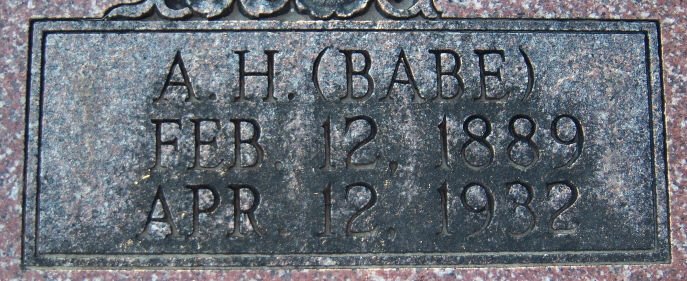 A. H. (BABE)
FEB. 12, 1889
APR. 12, 1932